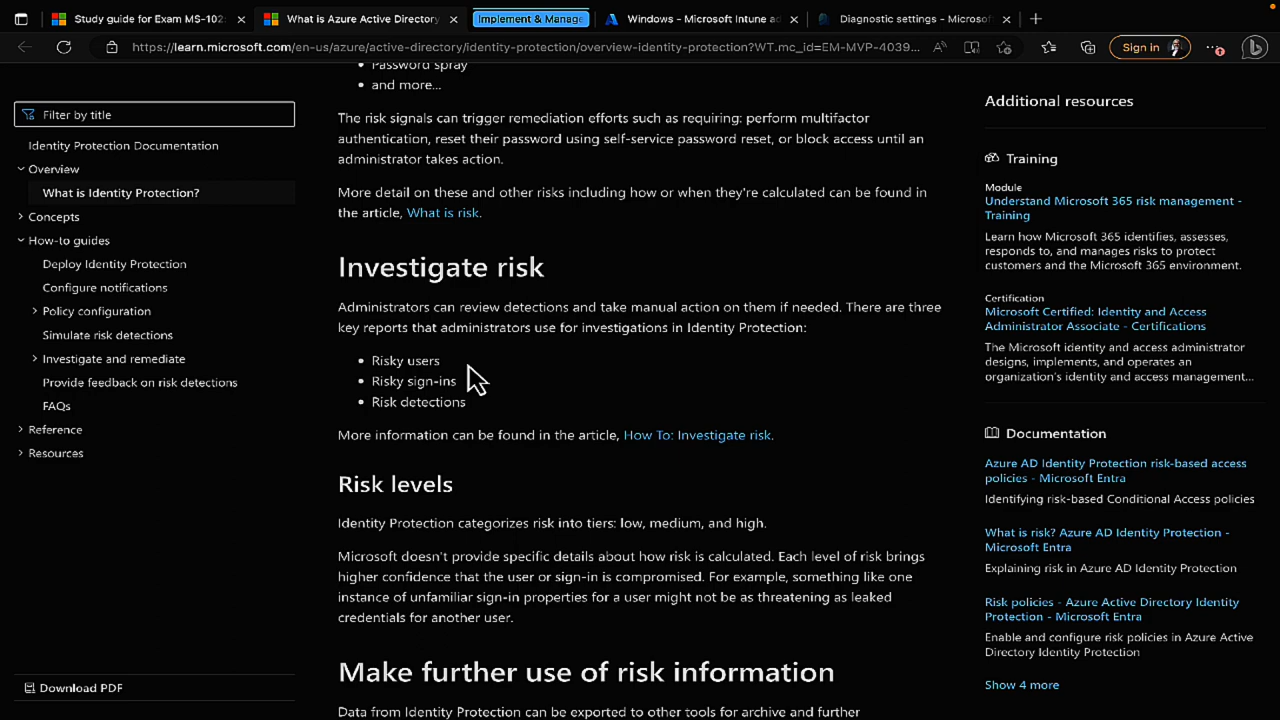 Study guide for Exam MS-102:
What is Azure Active Directory
Implement & Manage
Windows - Microsoft Intune ad
Diagnostic settings - Microsof
https://learn.microsoft.com/en-us/azure/active-directory/identity-protection/overview-identity-protection?WT.mc_id=EM-MVP-4039...
Sign in
Filter by title
Identity Protection Documentation
Overview
What is Identity Protection?
Concepts
How-to guides
Deploy Identity Protection
Configure notifications
Policy configuration
Simulate risk detections
Investigate and remediate
Provide feedback on risk detections
FAQs
Reference
Resources
Download PDF
Password spray
and more...
The risk signals can trigger remediation efforts such as requiring: perform multifactor
authentication, reset their password using self-service password reset, or block access until an
administrator takes action.
More detail on these and other risks including how or when they're calculated can be found in
the article, What is risk.
Investigate risk
Administrators can review detections and take manual action on them if needed. There are three
key reports that administrators use for investigations in Identity Protection:
Risky users
Risky sign-ins
Risk detections
More information can be found in the article, How To: Investigate risk.
Risk levels
Identity Protection categorizes risk into tiers: low, medium, and high.
Microsoft doesn't provide specific details about how risk is calculated. Each level of risk brings
higher confidence that the user or sign-in is compromised. For example, something like one
instance of unfamiliar sign-in properties for a user might not be as threatening as leaked
credentials for another user.
Make further use of risk information
Data from Identity Protection can be exported to other tools for archive and further
Additional resources
Training
Module
Understand Microsoft 365 risk management -
Training
Learn how Microsoft 365 identifies, assesses,
responds to, and manages risks to protect
customers and the Microsoft 365 environment.
Certification
Microsoft Certified: Identity and Access
Administrator Associate - Certifications
The Microsoft identity and access administrator
designs, implements, and operates an
organization's identity and access management...
Documentation
Azure AD Identity Protection risk-based access
policies - Microsoft Entra
Identifying risk-based Conditional Access policies
What is risk? Azure AD Identity Protection -
Microsoft Entra
Explaining risk in Azure AD Identity Protection
Risk policies - Azure Active Directory Identity
Protection - Microsoft Entra
Enable and configure risk policies in Azure Active
Directory Identity Protection
Show 4 more